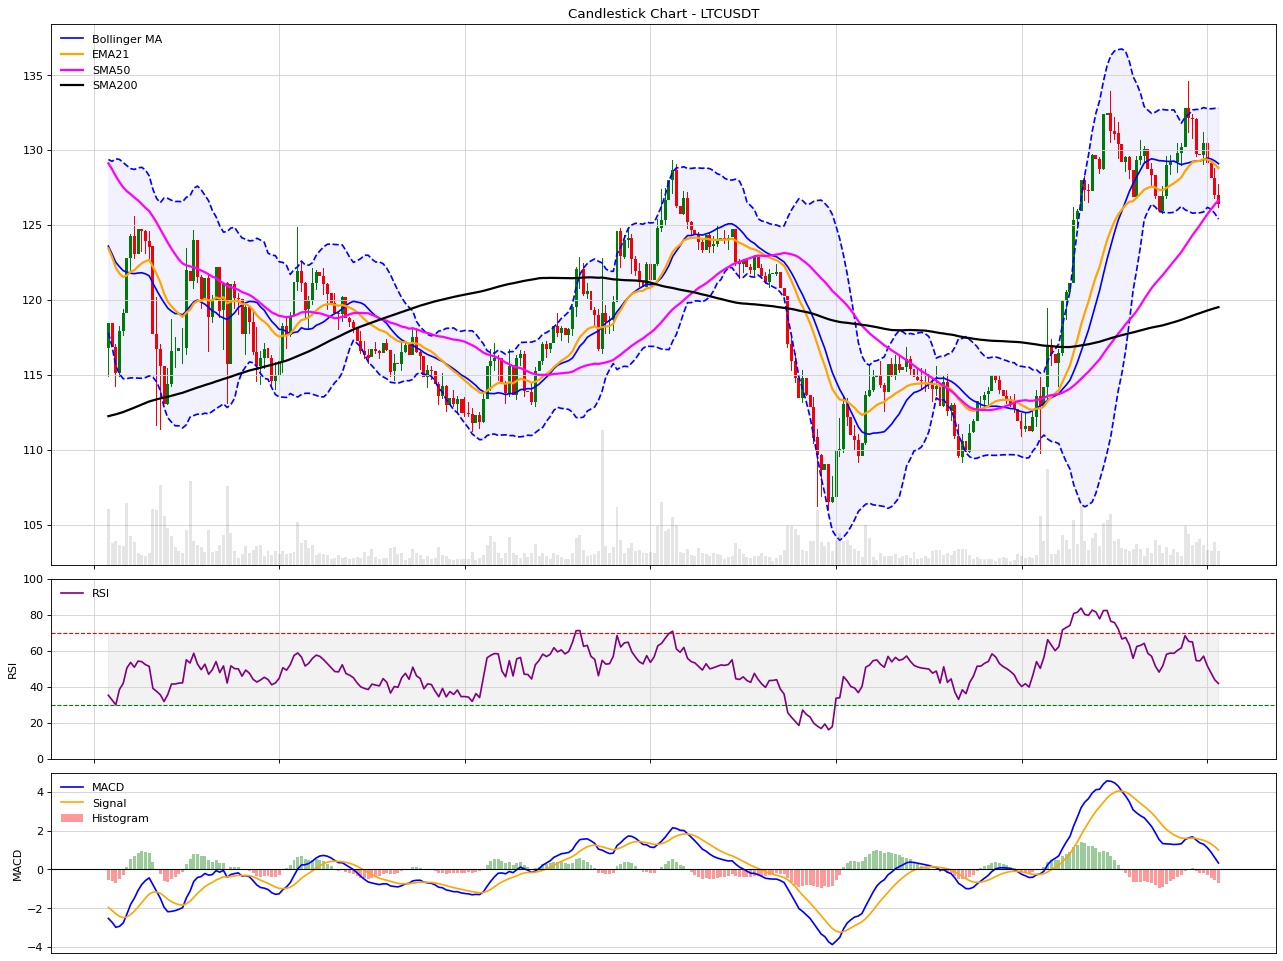 Candlestick Chart - LTCUSDT
Bollinger MA
EMA21
SMA50
SMA200
135
130
125
120
115
110
105
RSI
100
80
60
40
20
0
RSI
MACD
Signal
Histogram
4
2
0
−2
−4
MACD